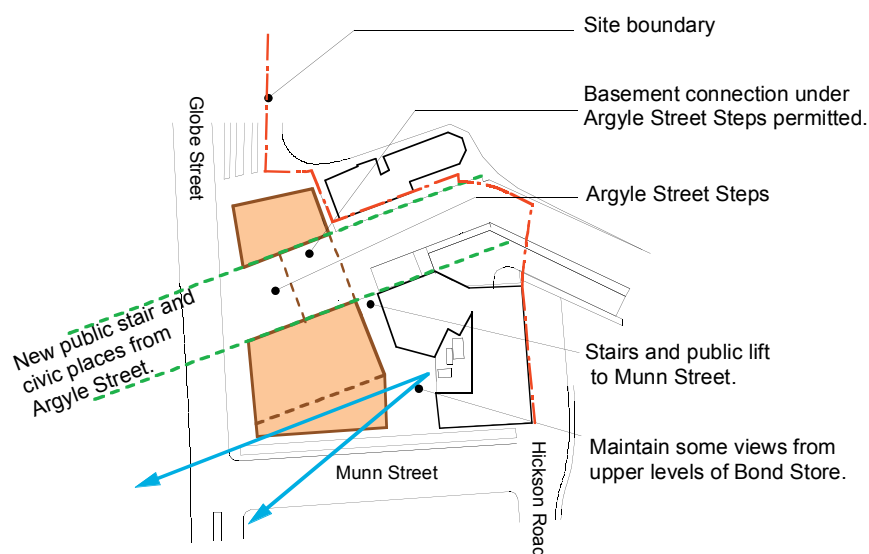 Site boundary
Basement connection under
Argyle Street Steps permitted.
Globe Street
Argyle Street Steps
New public stair and
civic places from
Argyle Street.
Stairs and public lift
to Munn Street.
Maintain some views from
upper levels of Bond Store.
Munn Street
Hickson Road